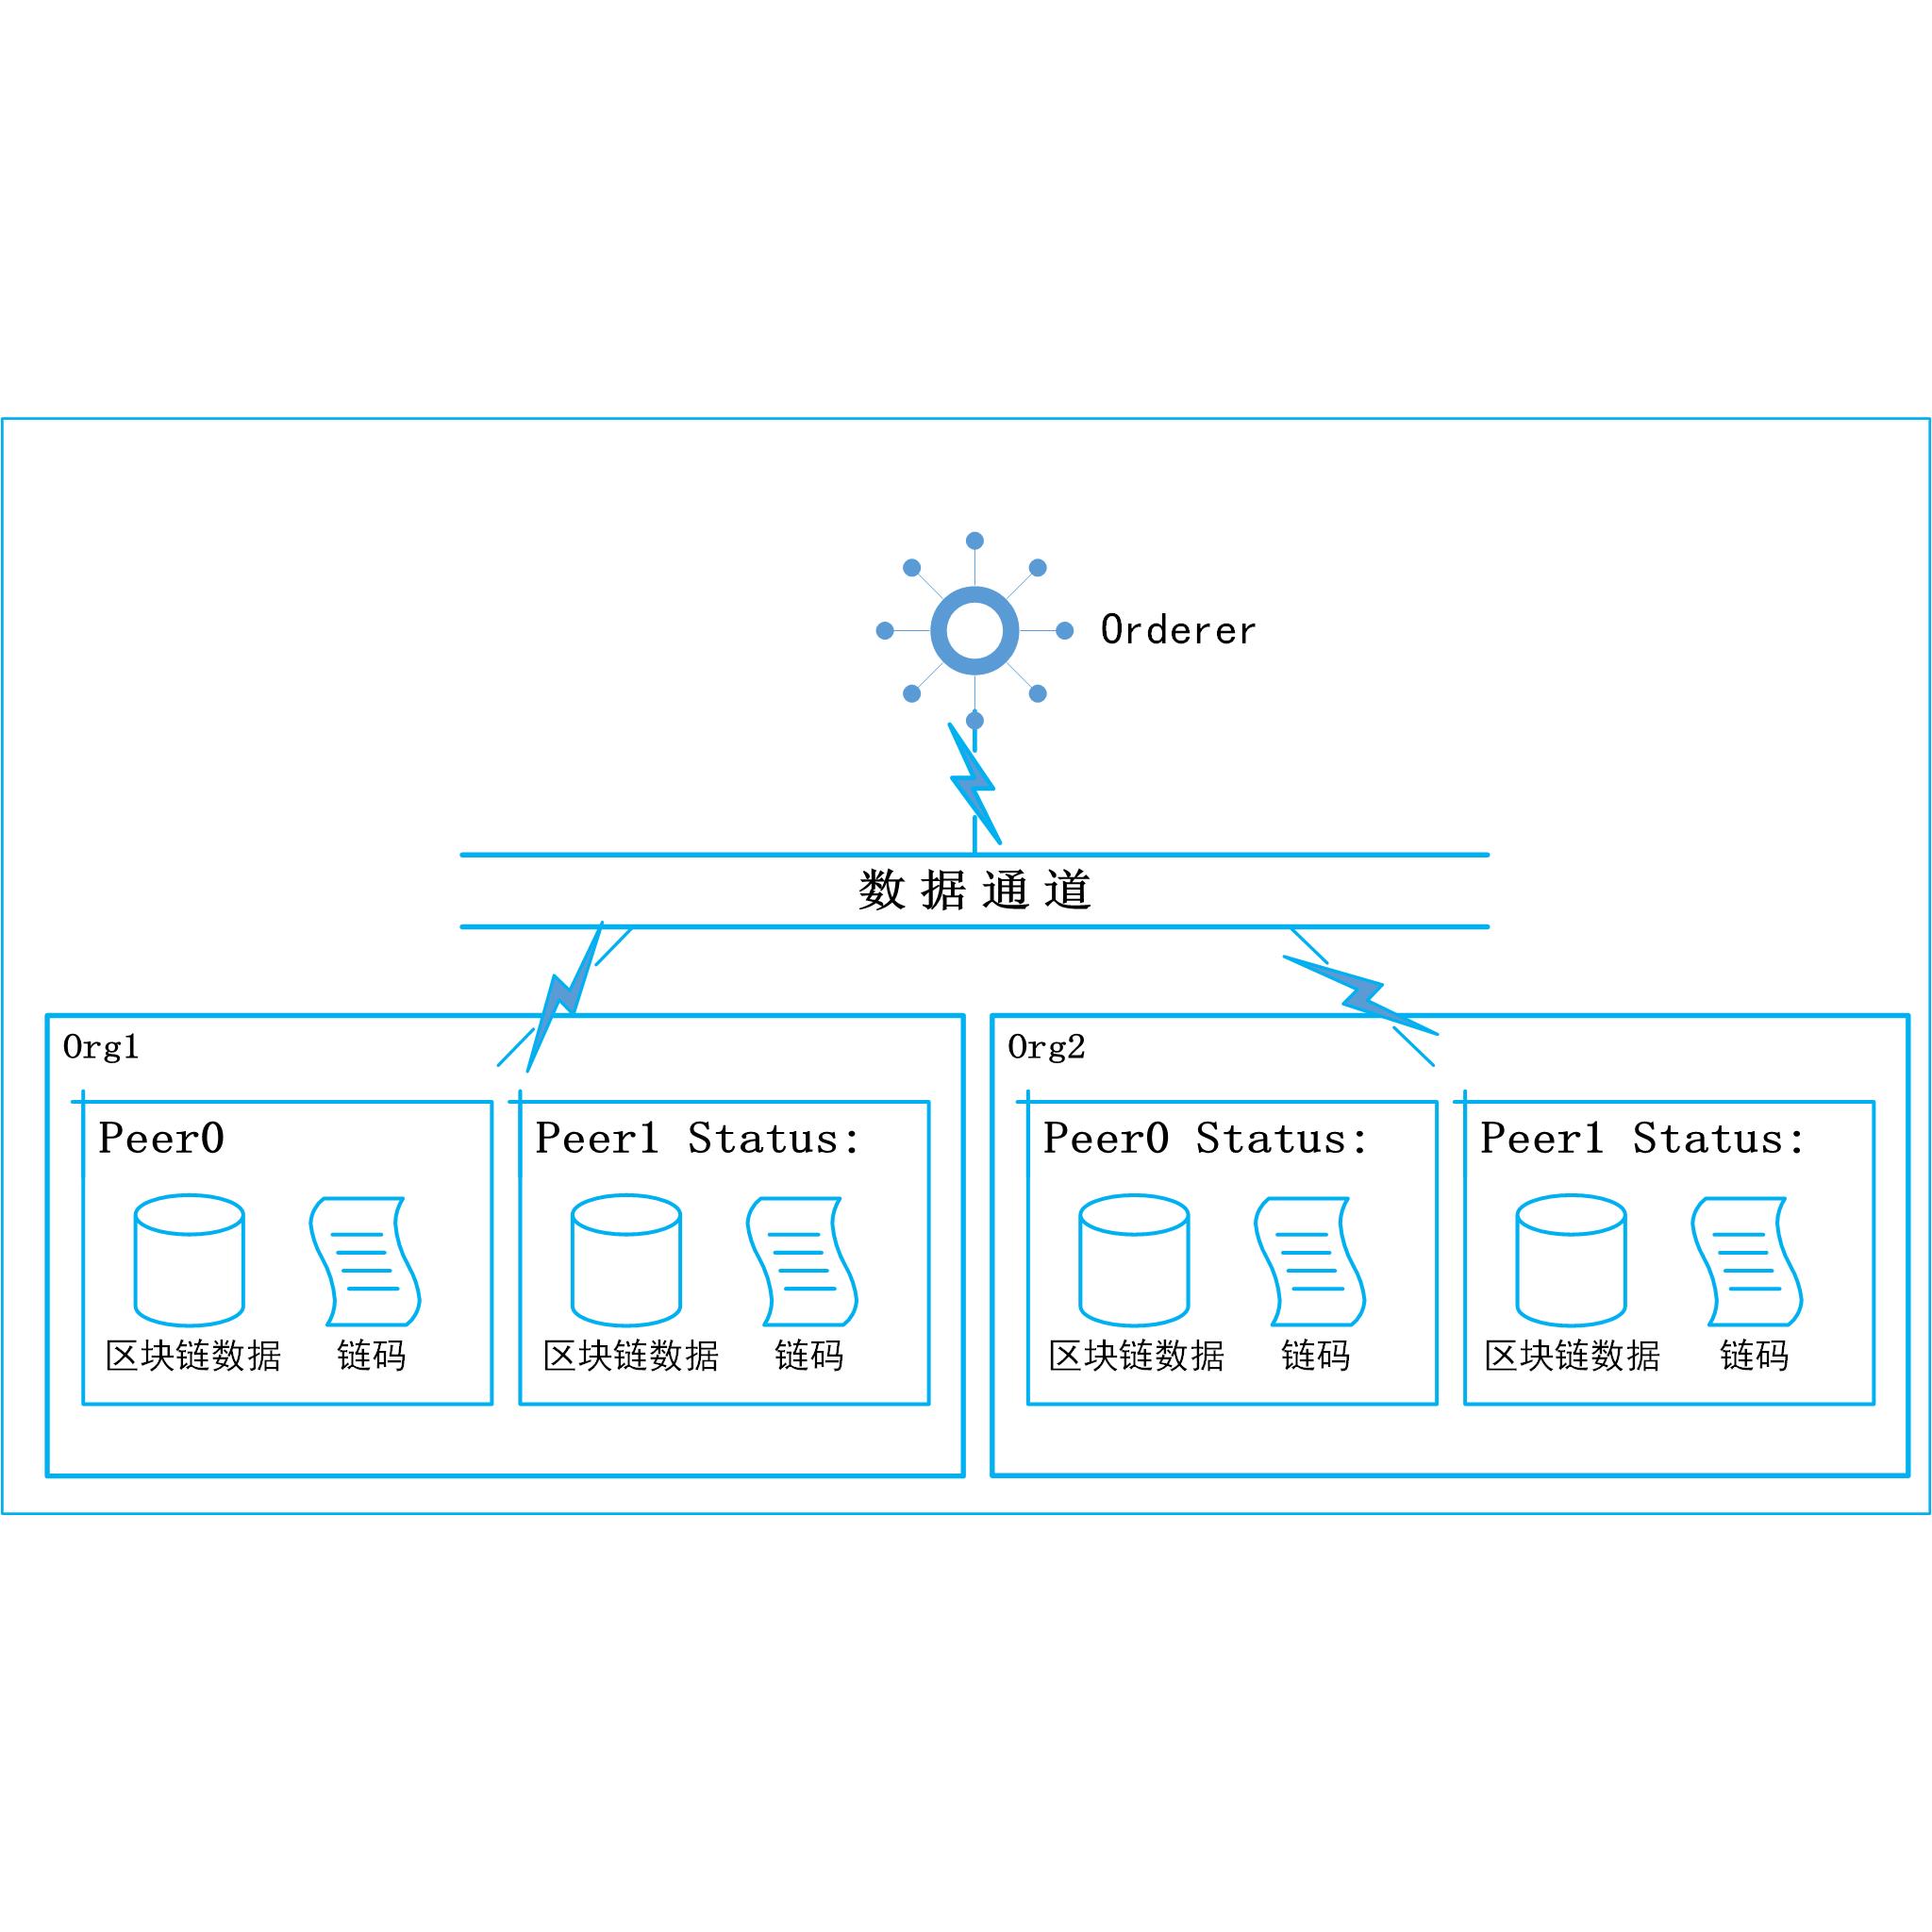 Orderer
数据通道
Org1
Org2
Peer0
Peer1 Status:
Peer0 Status:
Peer1 Status:
区块链数据
链码
区块链数据
链码
区块链数据
链码
区块链数据
链码